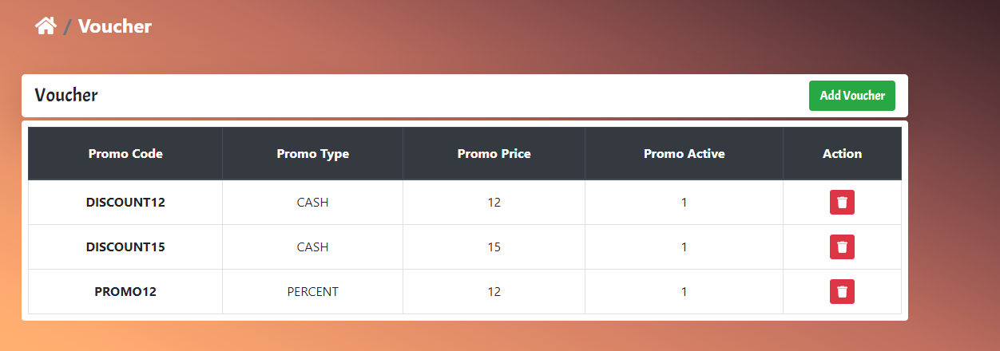 / Voucher
Voucher Add Voucher
Promo Code Promo Type Promo Price Promo Active Action
DISCOUNT12 CASH 12 1
DISCOUNT15 CASH 15 1
PROMO12 PERCENT 12 1